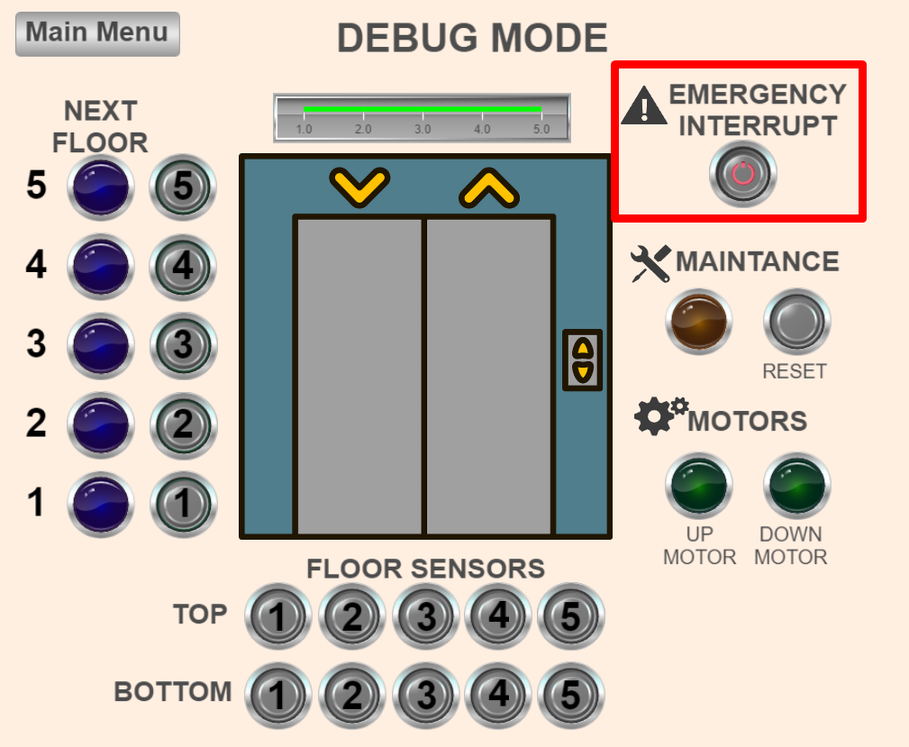 Main Menu
DEBUG MODE
NEXT
FLOOR
5 5
4 4
3 3
2 2
1 1
1.0 2.0 3.0 4.0 5.0
EMERGENCY
INTERRUPT
MAINTANCE
RESET
MOTORS
UP
MOTOR
DOWN
MOTOR
FLOOR SENSORS
TOP 1 2 3 4 5
BOTTOM 1 2 3 4 5